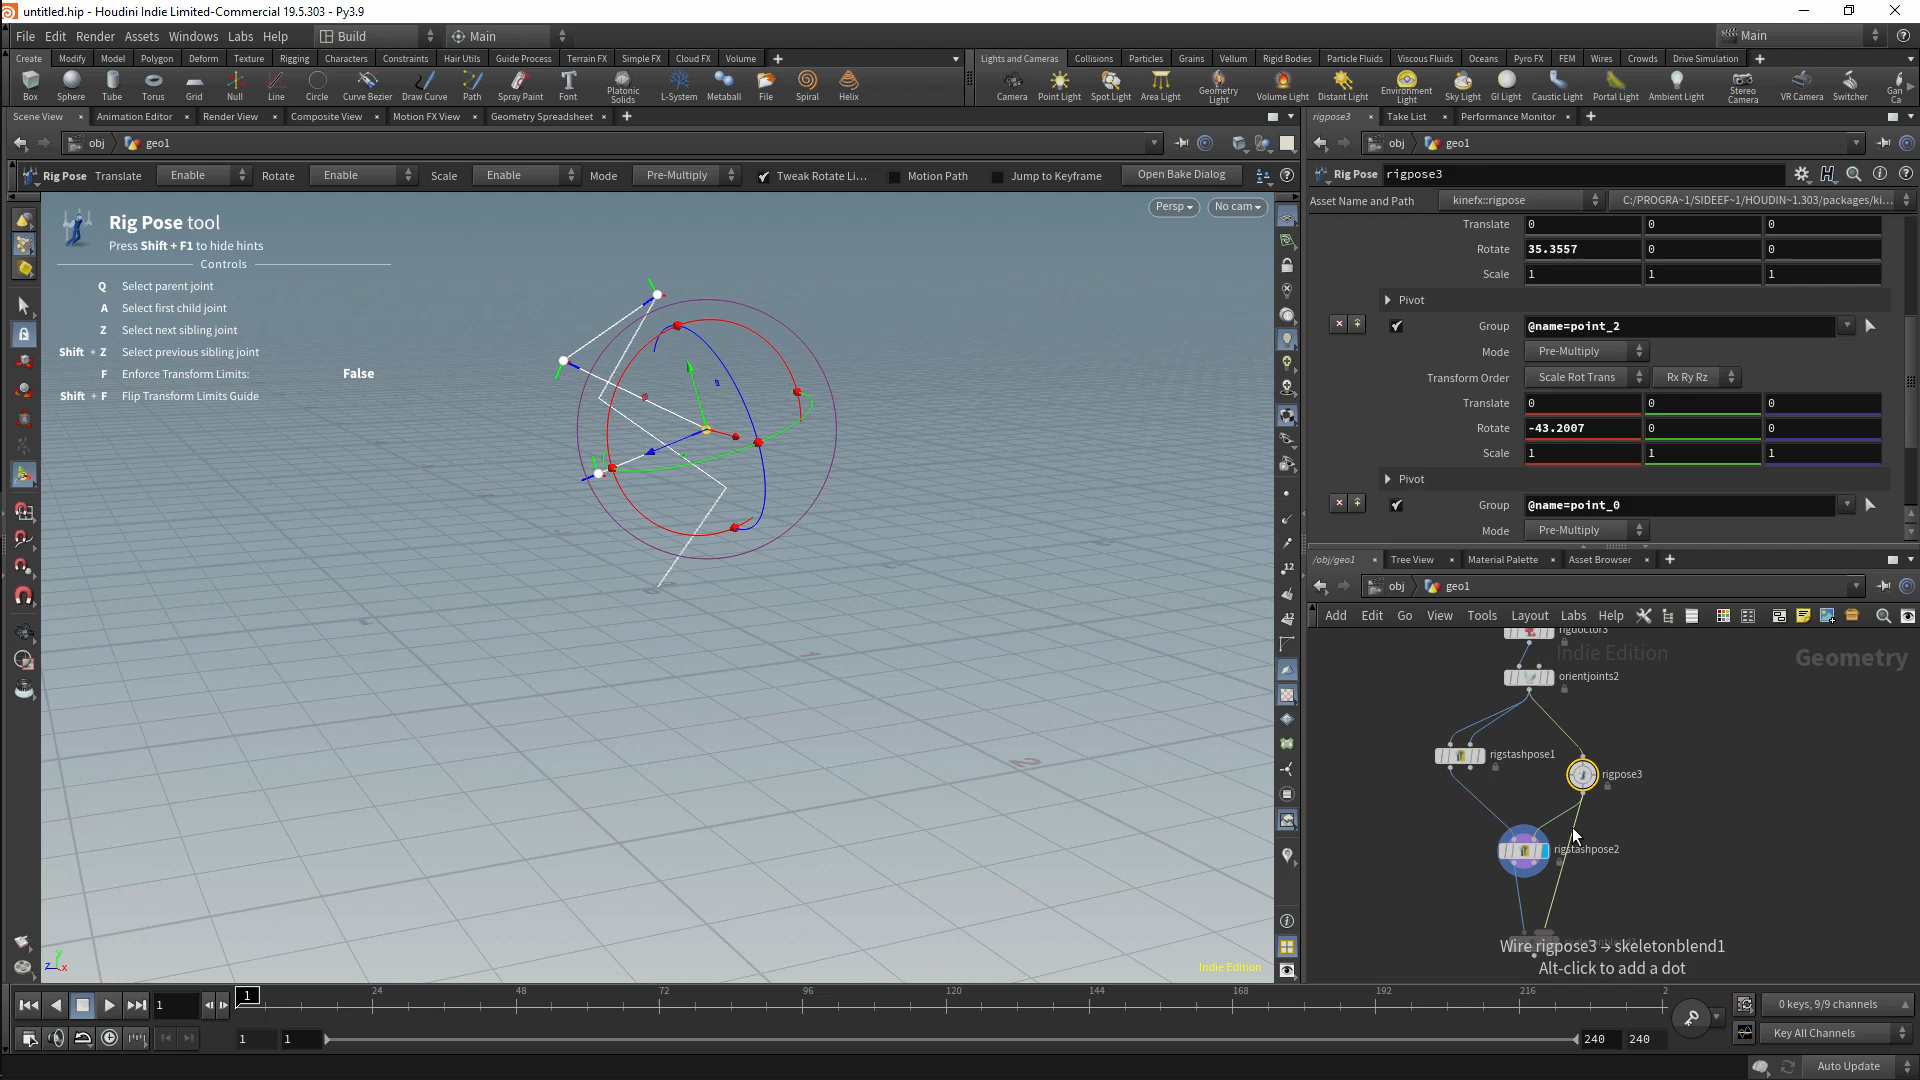 untitled.hip - Houdini Indie Limited-Commercial 19.5.303 - Py3.9
File Edit Render Assets Windows Labs Help Build Main Main
Create Modify Model Polygon Deform Texture Rigging Characters Constraints Hair Utils Guide Process Terrain FX Simple FX Cloud FX Volume
Lights and Cameras Collisions Particles Grains Vellum Rigid Bodies Particle Fluids Viscous Fluids Oceans Pyro FX FEM Wires Crowds Drive Simulation
Box Sphere Tube Torus Grid Null Line Circle Curve Bezier Draw Curve Path Spray Paint Font Platonic Solids L-System Metaball File Spiral Helix
Camera Point Light Spot Light Area Light Geometry Light Volume Light Distant Light Environment Light Sky Light GI Light Caustic Light Portal Light Ambient Light Stereo Camera VR Camera Switcher Gan Ca
Scene View Animation Editor Render View Composite View Motion FX View Geometry Spreadsheet
rigpose3 Take List Performance Monitor
obj geo1
obj geo1
Rig Pose Translate Enable Rotate Enable Scale Enable Mode Pre-Multiply Tweak Rotate Li... Motion Path Jump to Keyframe Open Bake Dialog
Rig Pose rigpose3
Asset Name and Path kinefx::rigpose C:/PROGRA~1/SIDEEF~1/HOUDIN~1.303/packages/ki...
Persp No cam
Rig Pose tool
Press Shift + F1 to hide hints
Controls
Q Select parent joint
A Select first child joint
Z Select next sibling joint
Shift + Z Select previous sibling joint
F Enforce Transform Limits: False
Shift + F Flip Transform Limits Guide
Translate 0 0 0
Rotate 35.3557 0 0
Scale 1 1 1
Pivot
Group @name=point_2
Mode Pre-Multiply
Transform Order Scale Rot Trans Rx Ry Rz
Translate 0 0 0
Rotate -43.2007 0 0
Scale 1 1 1
Pivot
Group @name=point_0
Mode Pre-Multiply
/obj/geo1 Tree View Material Palette Asset Browser
obj geo1
Add Edit Go View Tools Layout Labs Help
rigdoctor3
Indie Edition
Geometry
orientjoints2
rigstashpose1
rigpose3
rigstashpose2
Wire rigpose3 → skeletonblend1
Alt-click to add a dot
Indie Edition
1 1 24 48 72 96 120 144 168 192 216 2
0 keys, 9/9 channels
1 1 240 240
Key All Channels
Auto Update